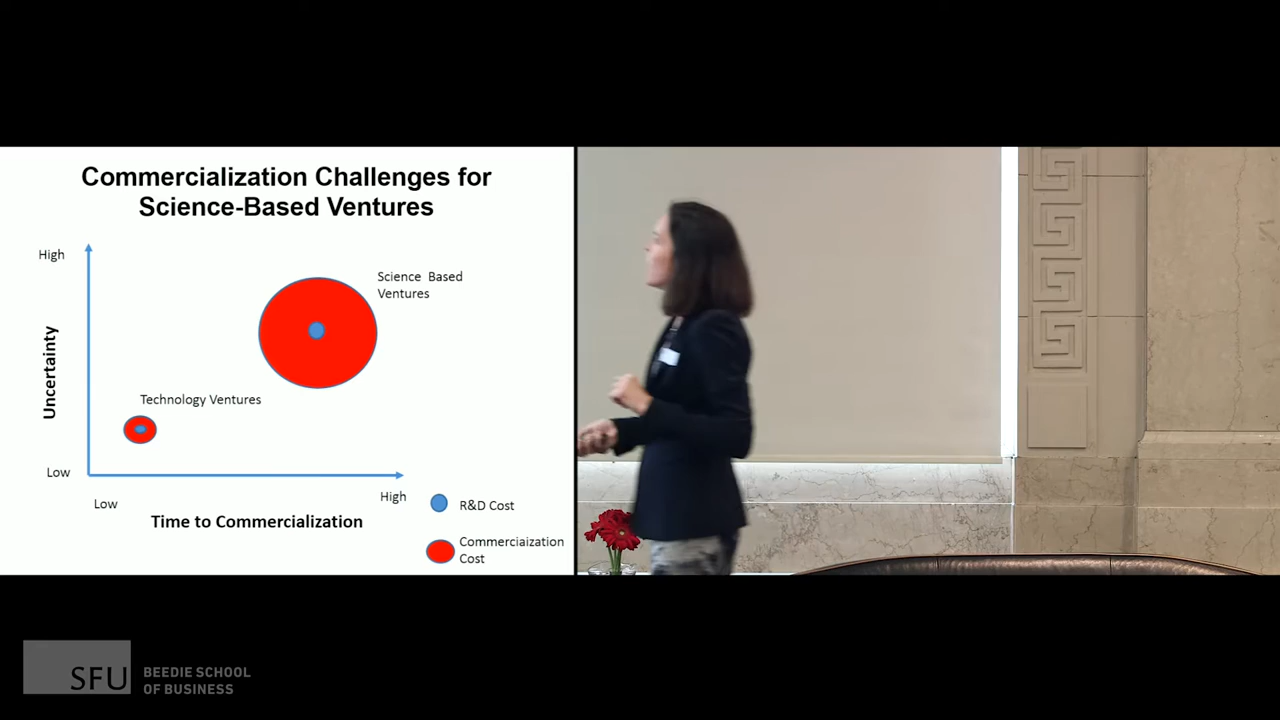 Commercialization Challenges for
Science-Based Ventures
High
Science Based
Ventures
Uncertainty
Technology Ventures
Low
Low
High
Time to Commercialization
R&D Cost
Commerciaization
Cost
SFU
BEEDIE SCHOOL
OF BUSINESS